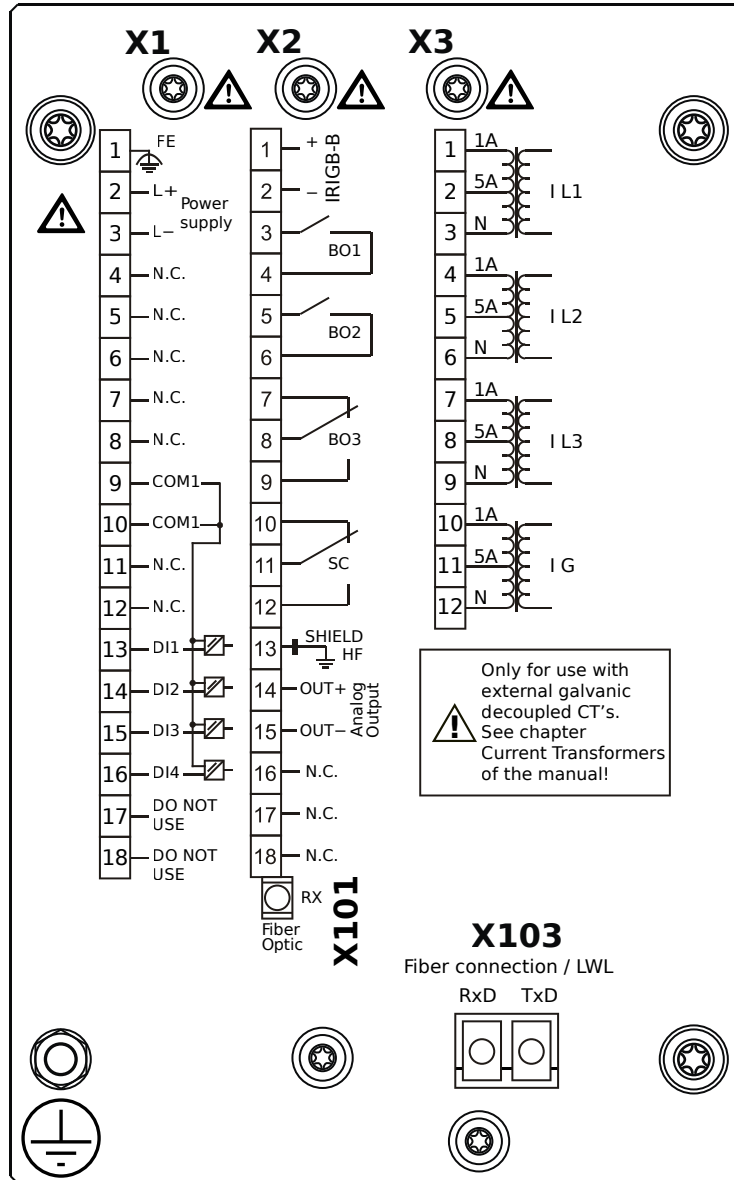 X1
X2
X3
1 FE
2 L+
3 L−
Power
supply
4 N.C.
5 N.C.
6 N.C.
7 N.C.
8 N.C.
9 COM1
10 COM1
11 N.C.
12 N.C.
13 DI1
14 DI2
15 DI3
16 DI4
17 DO NOT
USE
18 DO NOT
USE
1 +
2 −
IRIGB-B
3
4
BO1
5
6
BO2
7
8 BO3
9
10
11 SC
12
13 SHIELD
HF
14 OUT+
15 OUT−
Analog
Output
16 N.C.
17 N.C.
18 N.C.
RX
Fiber
Optic
X101
1 1A
2 5A I L1
3 N
4 1A
5 5A I L2
6 N
7 1A
8 5A I L3
9 N
10 1A
11 5A I G
12 N
Only for use with
external galvanic
decoupled CT's.
See chapter
Current Transformers
of the manual!
X103
Fiber connection / LWL
RxD TxD